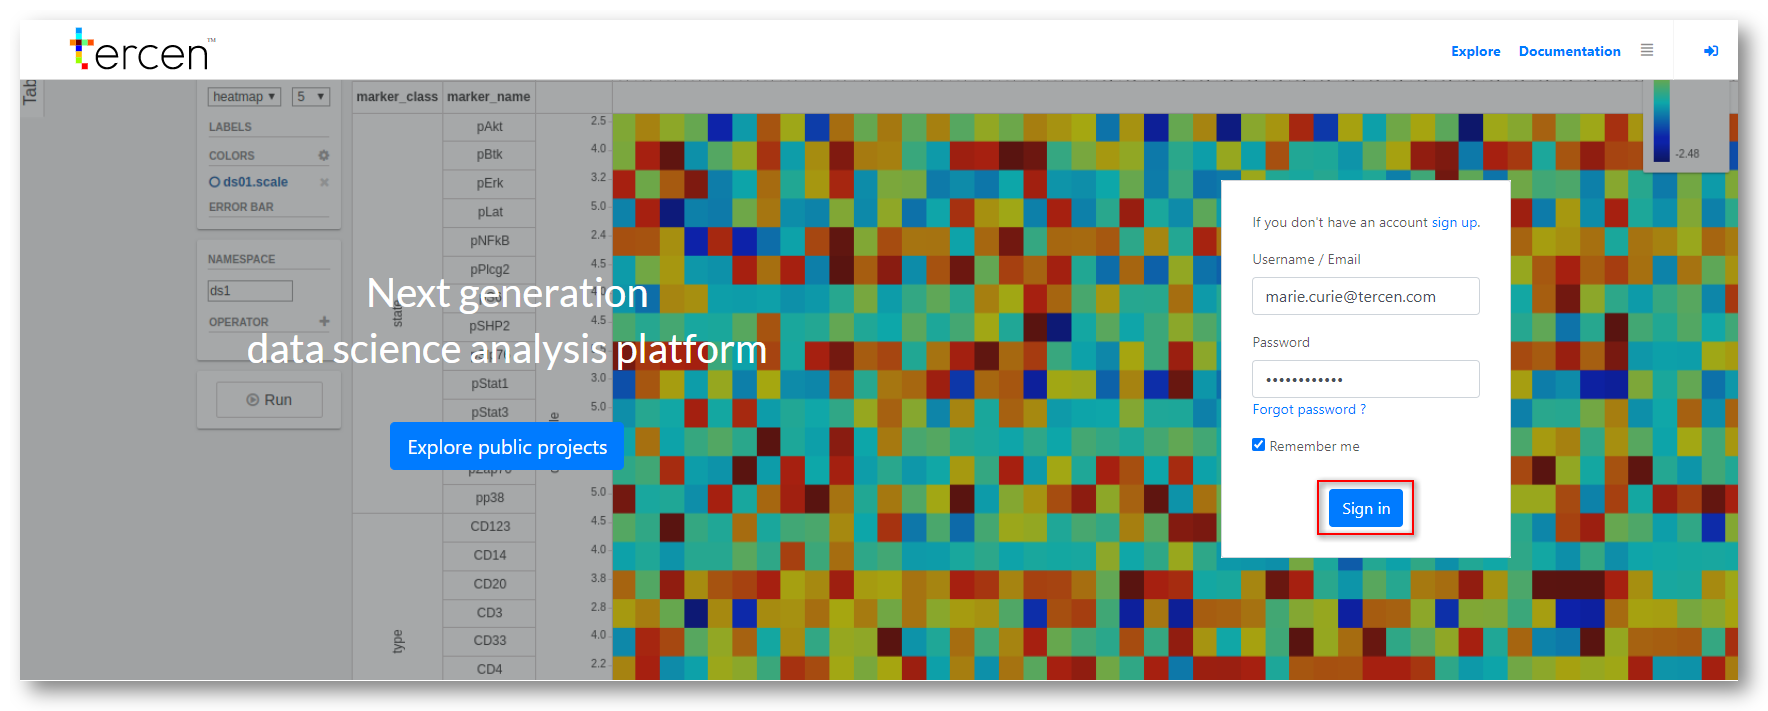 tercen™
Explore Documentation
Tab
heatmap 5
LABELS
COLORS
ds01.scale
ERROR BAR
NAMESPACE
ds1
OPERATOR
Run
marker_class marker_name
state
type
pAkt
pBtk
pErk
pLat
pNFkB
pPlcg2
pSHP2
pStat1
pStat3
pp38
CD123
CD14
CD20
CD3
CD33
CD4
2.5
4.0
3.2
5.0
2.4
4.5
4.5
3.0
5.0
5.0
4.5
4.0
3.8
2.8
4.0
2.2
-2.48
Next generation
data science analysis platform
Explore public projects
If you don't have an account sign up.
Username / Email
marie.curie@tercen.com
Password
••••••••••••
Forgot password ?
Remember me
Sign in